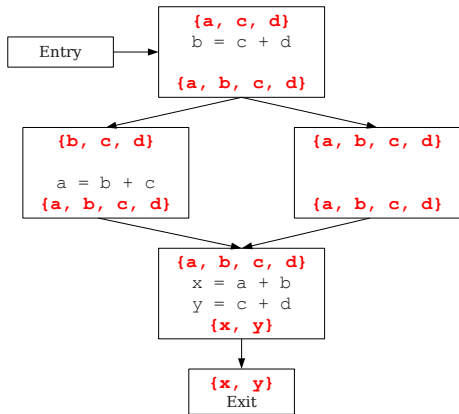 {a, c, d}
Entry
b = c + d
{a, b, c, d}
{b, c, d}
a = b + c
{a, b, c, d}
{a, b, c, d}
{a, b, c, d}
{a, b, c, d}
x = a + b
y = c + d
{x, y}
{x, y}
Exit